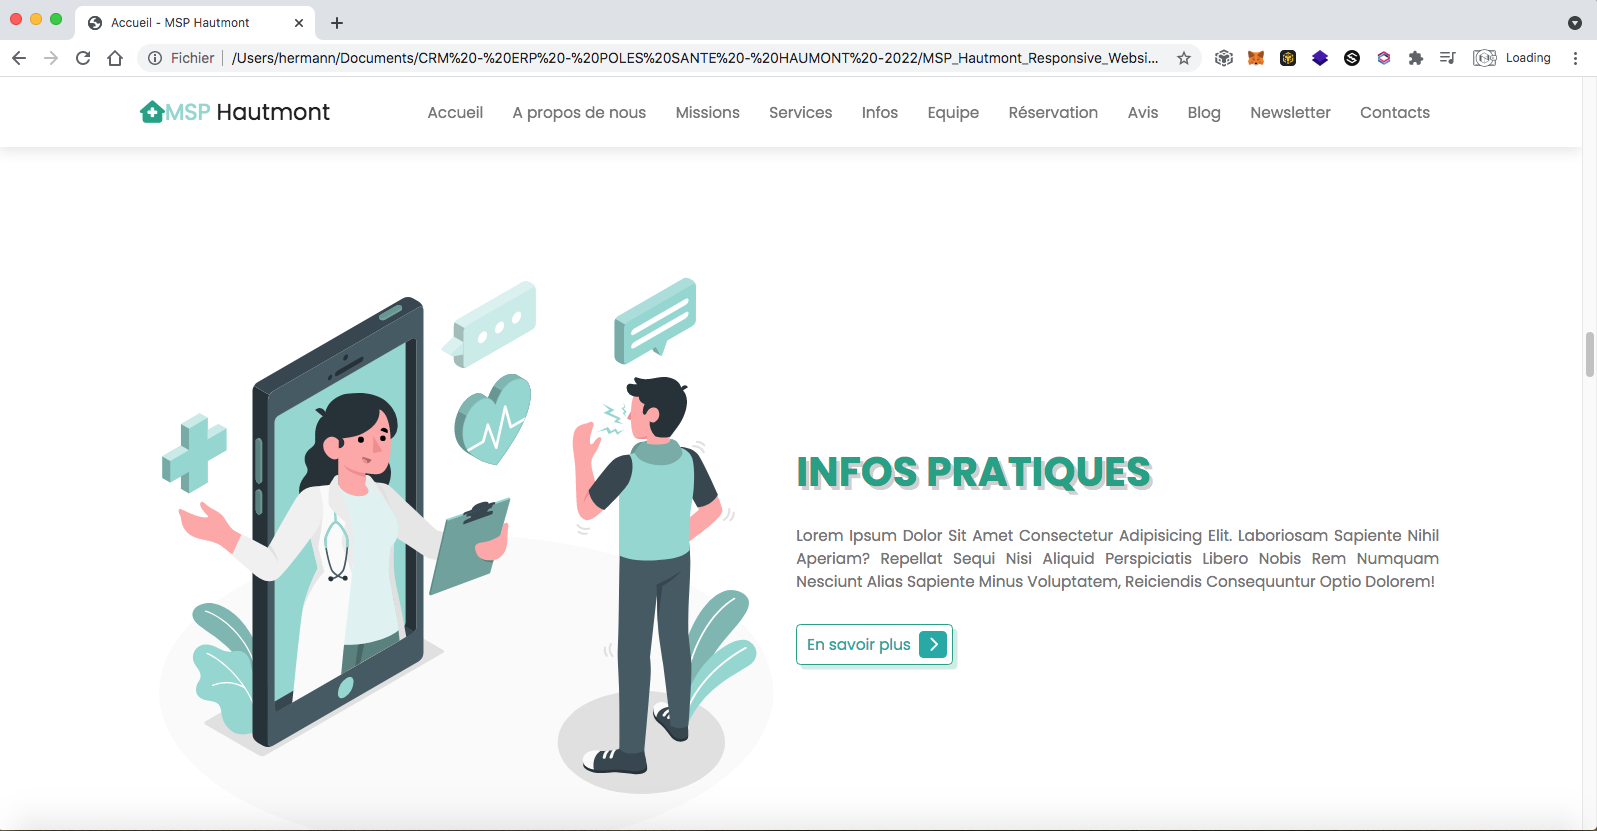 Accueil - MSP Hautmont
Fichier /Users/hermann/Documents/CRM%20-%20ERP%20-%20POLES%20SANTE%20-%20HAUMONT%20-2022/MSP_Hautmont_Responsive_Websi... Loading
MSP Hautmont Accueil A propos de nous Missions Services Infos Equipe Réservation Avis Blog Newsletter Contacts
INFOS PRATIQUES
Lorem Ipsum Dolor Sit Amet Consectetur Adipisicing Elit. Laboriosam Sapiente Nihil
Aperiam? Repellat Sequi Nisi Aliquid Perspiciatis Libero Nobis Rem Numquam
Nesciunt Alias Sapiente Minus Voluptatem, Reiciendis Consequuntur Optio Dolorem!
En savoir plus